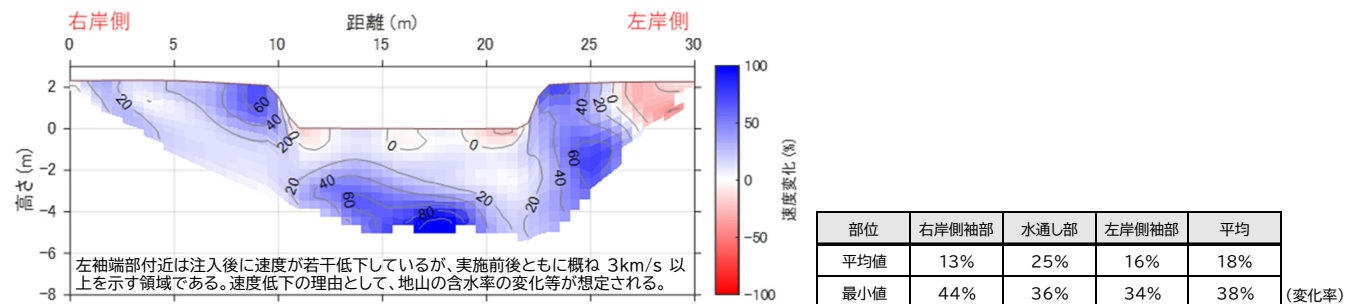 右岸側 距離 (m) 左岸側
0 5 10 15 20 25 30
100
2
20 60 40 20 0
40
0
20 0 0 0
50
60
高さ (m)
−2
20 40 20 40 20
0
速度変化 (%)
60
−4
80
−50
−6
左袖端部付近は注入後に速度が若干低下しているが、実施前後ともに概ね 3km/s 以
上を示す領域である。速度低下の理由として、地山の含水率の変化等が想定される。
−8
−100
部位 右岸側袖部 水通し部 左岸側袖部 平均
平均値 13% 25% 16% 18%
最小値 44% 36% 34% 38% (変化率)